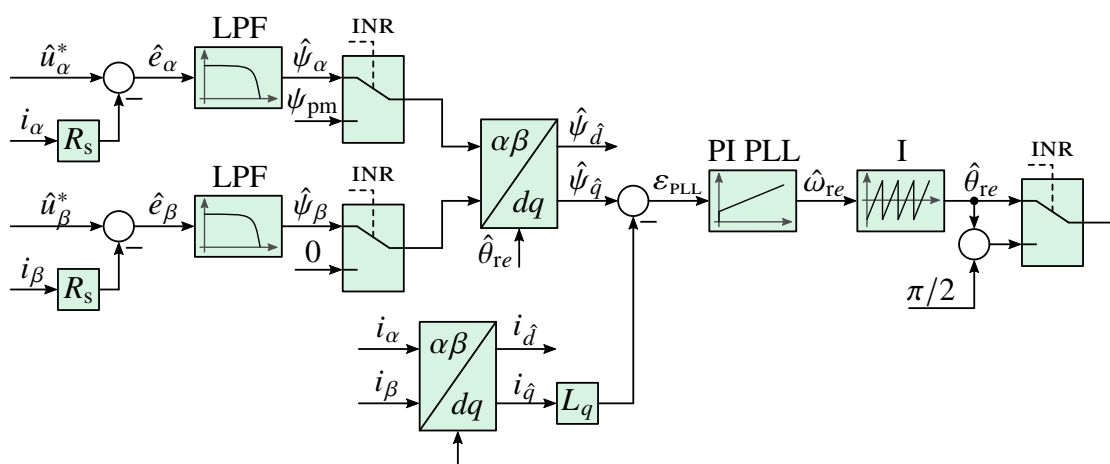 LPF
INR
û*α
êα
ψ̂α
ψpm
iα
Rs
αβ
dq
ψ̂d̂
ψ̂q̂
εPLL
PI PLL
ω̂re
I
θ̂re
INR
π/2
LPF
INR
û*β
êβ
ψ̂β
0
iβ
Rs
θ̂re
iα
iβ
αβ
dq
id̂
iq̂
Lq